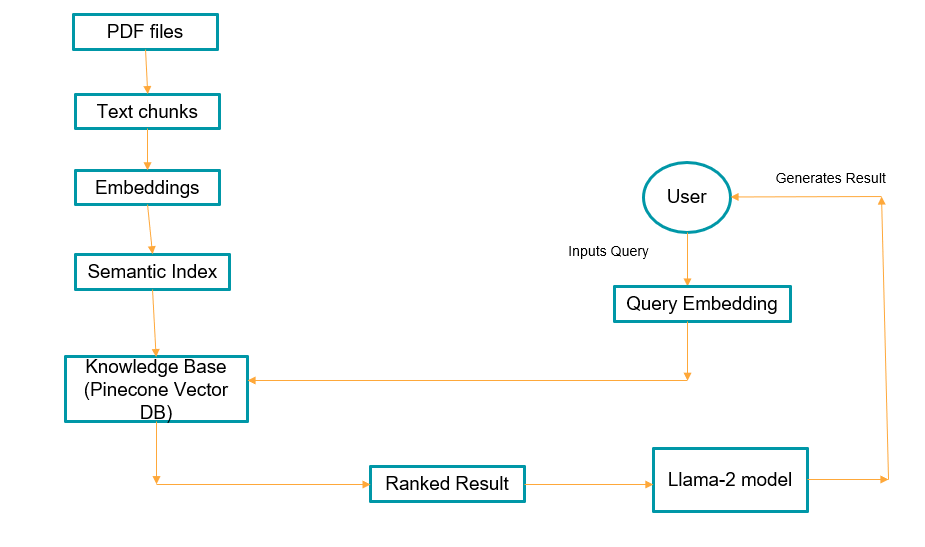 PDF files
Text chunks
Embeddings
Semantic Index
Knowledge Base
(Pinecone Vector
DB)
User
Generates Result
Inputs Query
Query Embedding
Ranked Result
Llama-2 model